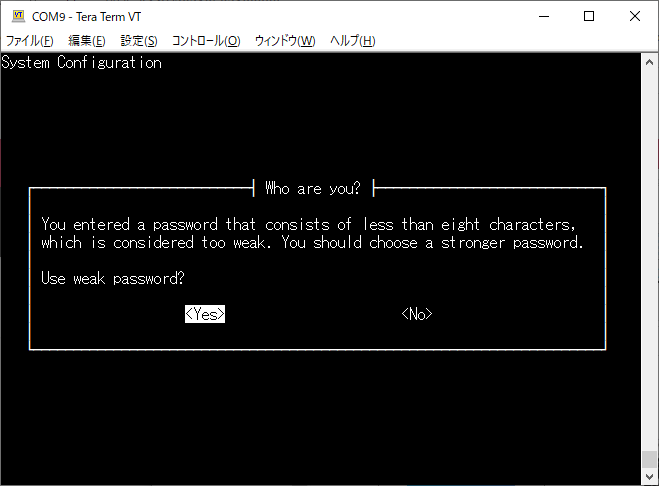 COM9 - Tera Term VT
ファイル(F) 編集(E) 設定(S) コントロール(O) ウィンドウ(W) ヘルプ(H)
System Configuration
Who are you?
You entered a password that consists of less than eight characters,
which is considered too weak. You should choose a stronger password.
Use weak password?
<Yes> <No>